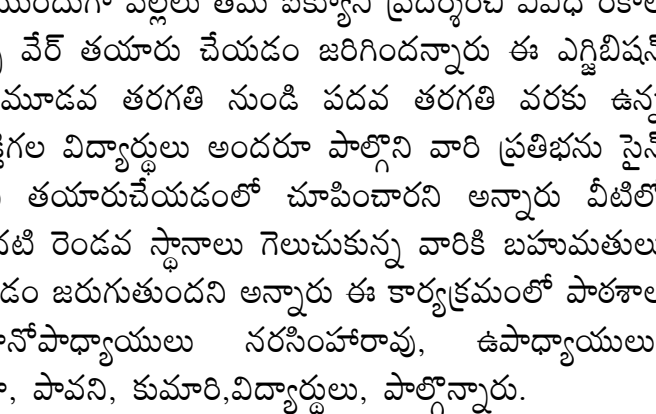 పిల్లలు తమ ఐక్యూని ప్రదర్శించి వివిధ రకాల
వేర్ తయారు చేయడం జరిగిందన్నారు ఈ ఎగ్జిబిషన్
మూడవ తరగతి నుండి పదవ తరగతి వరకు ఉన్న
విద్యార్థులు అందరూ పాల్గొని వారి ప్రతిభను సైన్
తయారుచేయడంలో చూపించారని అన్నారు వీటిలో
రెండవ స్థానాలు గెలుచుకున్న వారికి బహుమతులు
జరుగుతుందని అన్నారు ఈ కార్యక్రమంలో పాఠశాల
నరసింహారావు, ఉపాధ్యాయులు
పావని, కుమారి,విద్యార్థులు, పాల్గొన్నారు.